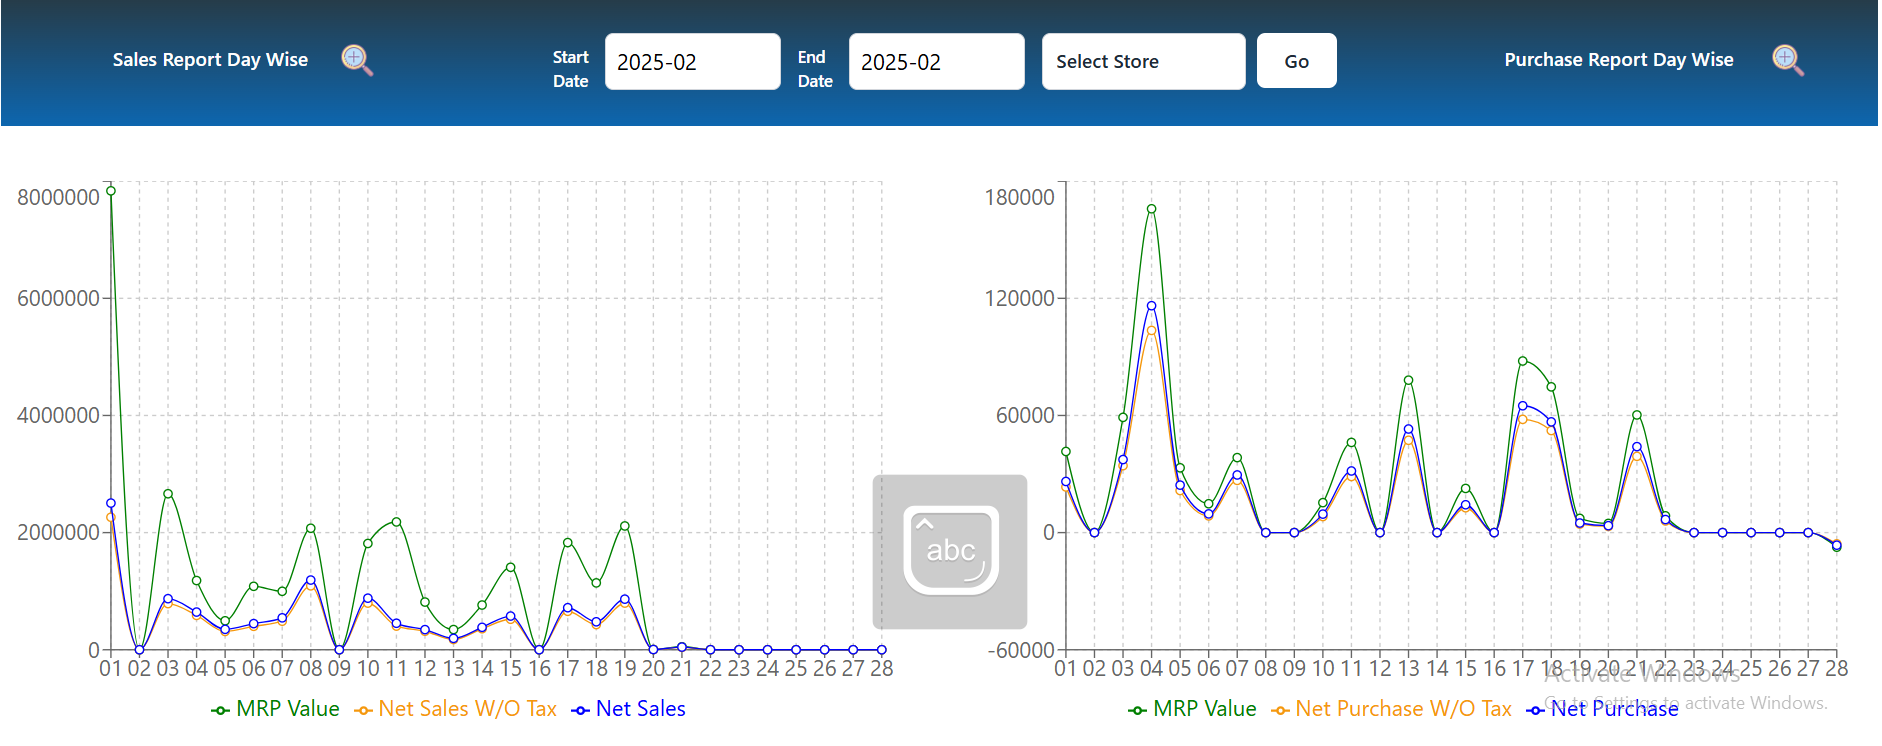 Sales Report Day Wise
Start Date
2025-02
End Date
2025-02
Select Store
Go
Purchase Report Day Wise
8000000
6000000
4000000
2000000
0
01 02 03 04 05 06 07 08 09 10 11 12 13 14 15 16 17 18 19 20 21 22 23 24 25 26 27 28
MRP Value Net Sales W/O Tax Net Sales
abc
180000
120000
60000
0
-60000
01 02 03 04 05 06 07 08 09 10 11 12 13 14 15 16 17 18 19 20 21 22 23 24 25 26 27 28
MRP Value Net Purchase W/O Tax Net Purchase
Activate Windows
Go to Settings to activate Windows.